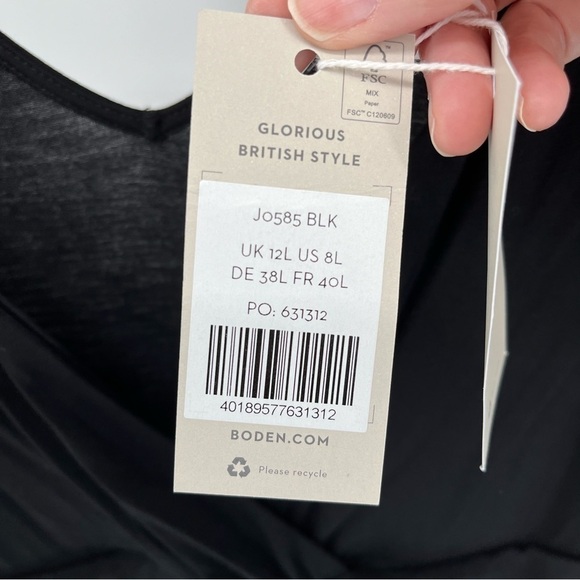 FSC
MIX
Paper
FSC™ C120609
GLORIOUS
BRITISH STYLE
J0585 BLK
UK 12L US 8L
DE 38L FR 40L
PO: 631312
40189577631312
BODEN.COM
Please recycle